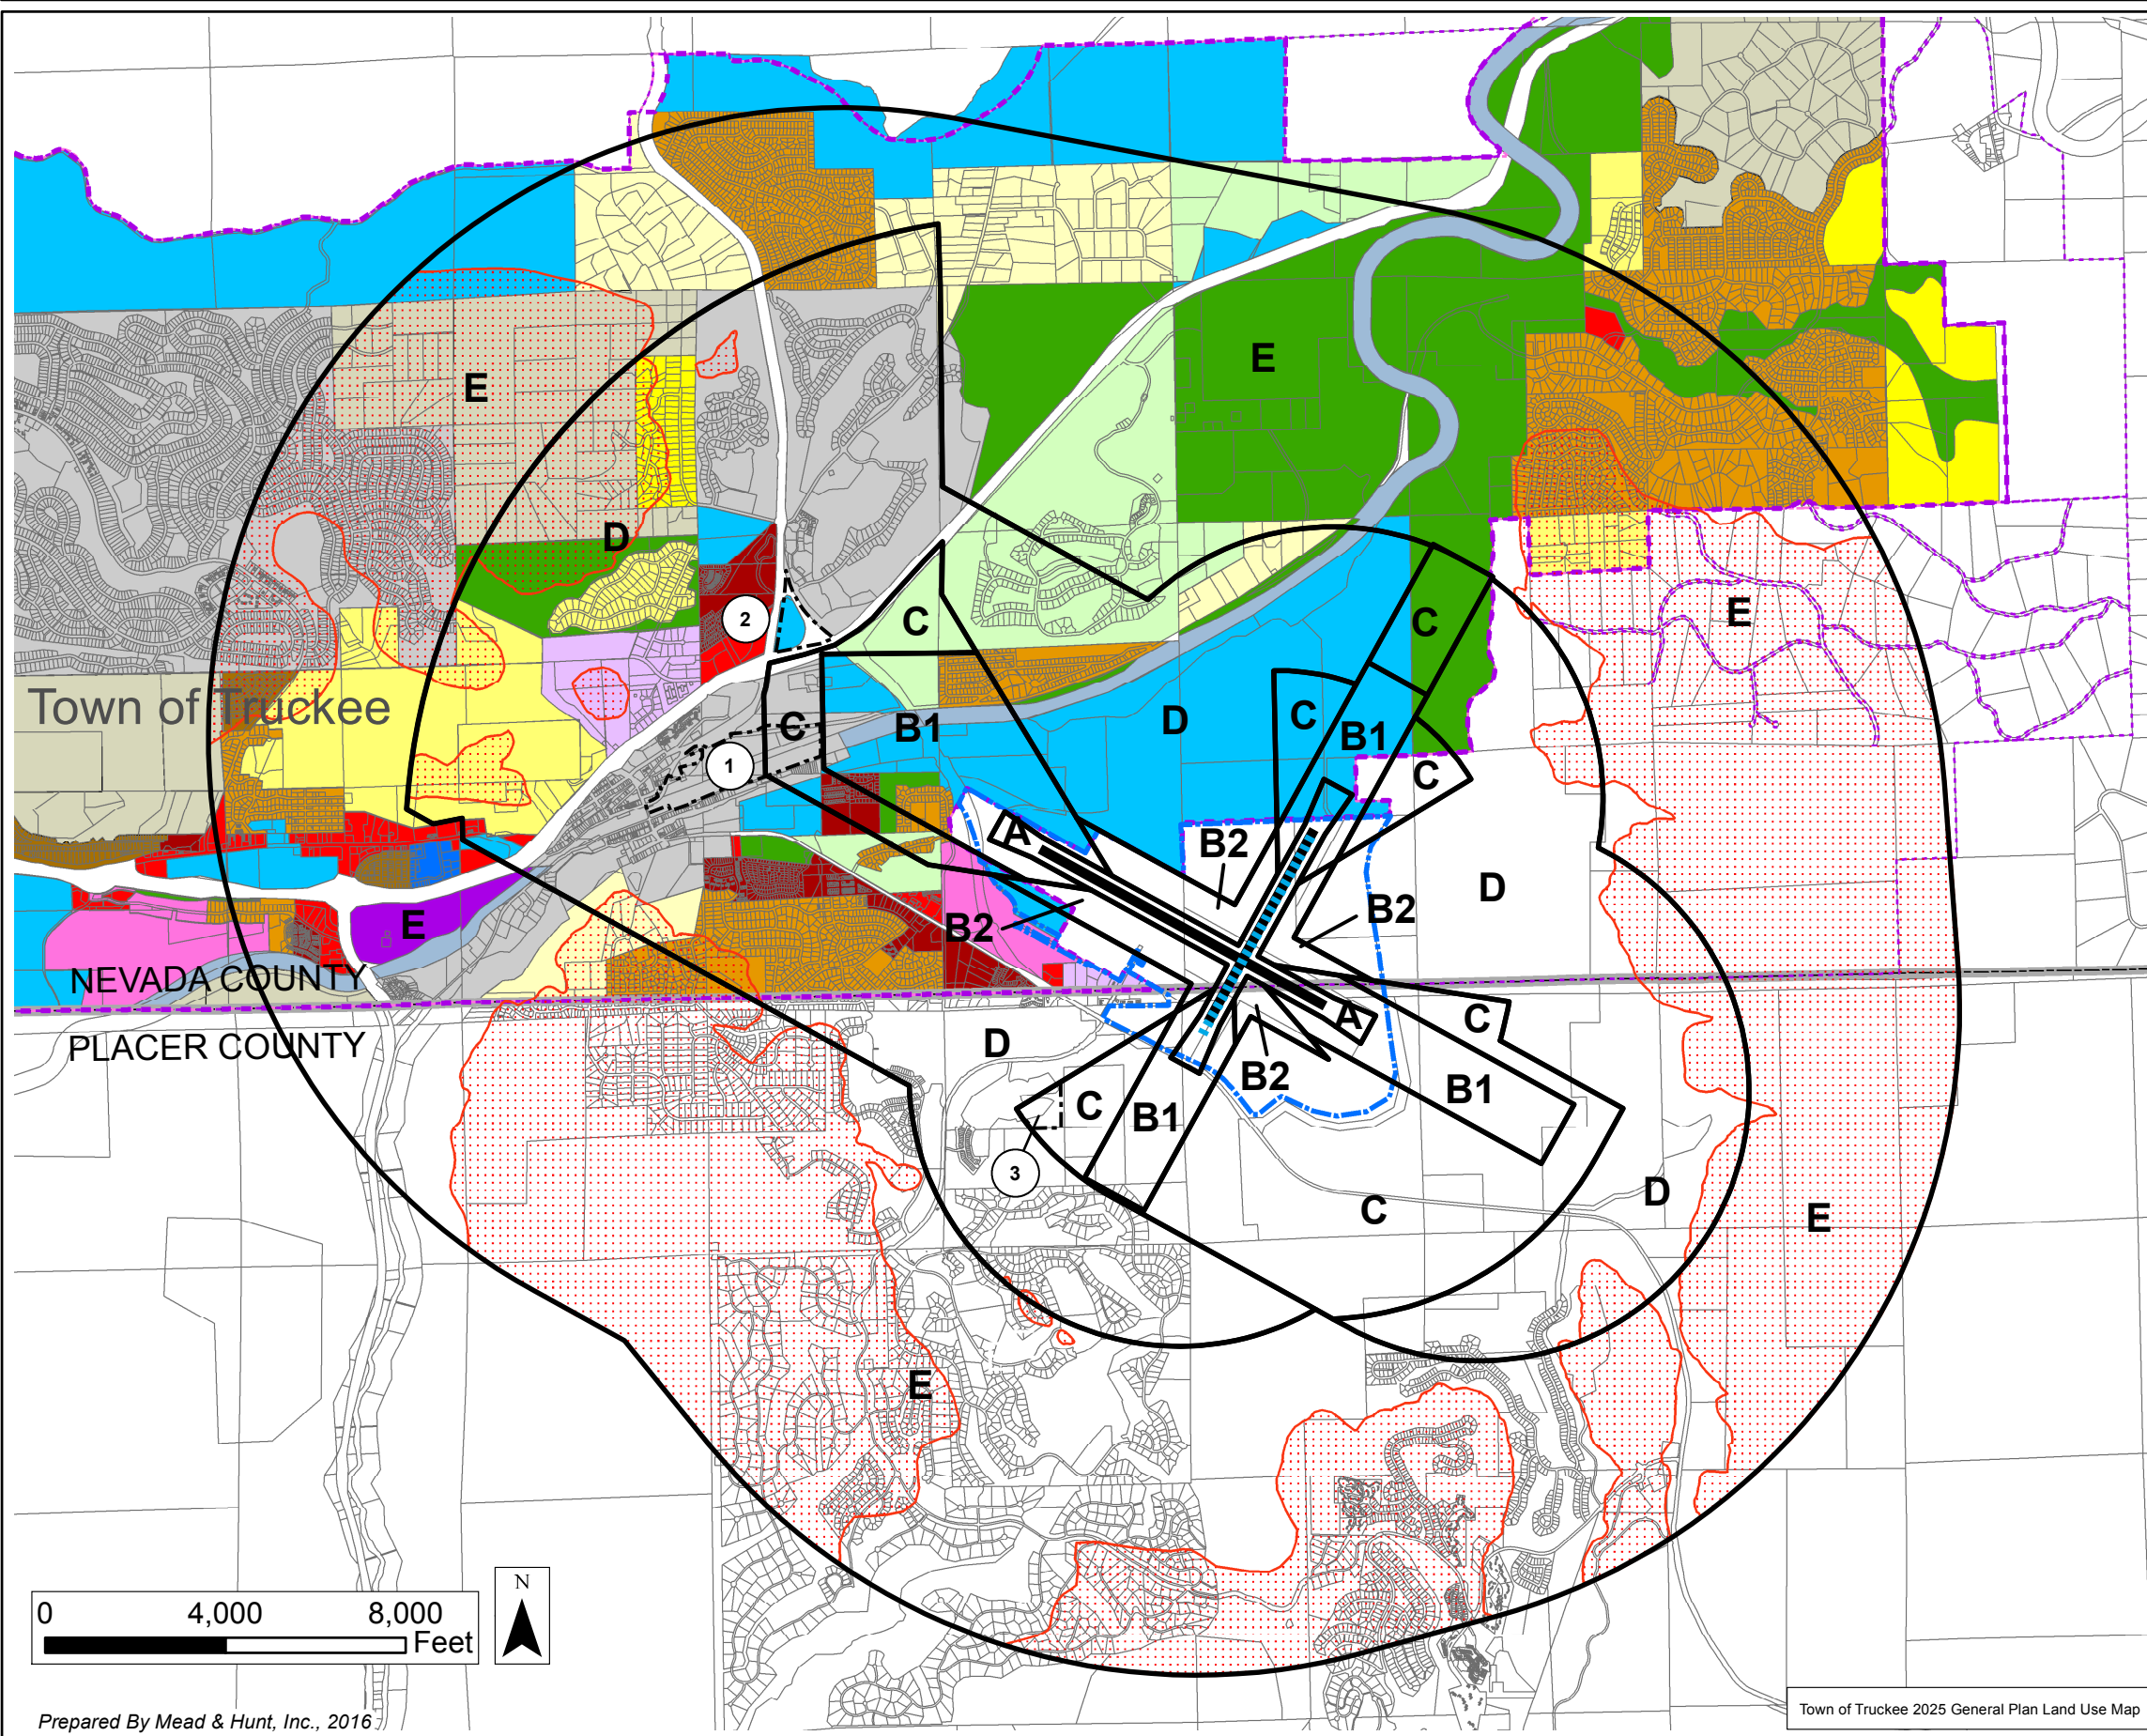 E
E
D
E
2
C
C
Town of Truckee
C
B1
D
C
B1
1
C
A
B2
D
B2
E
B2
NEVADA COUNTY
PLACER COUNTY
D
A
C
B2
B1
C
B1
3
C
D
E
E
0 4,000 8,000
Feet
N
Prepared By Mead & Hunt, Inc., 2016
Town of Truckee 2025 General Plan Land Use Map